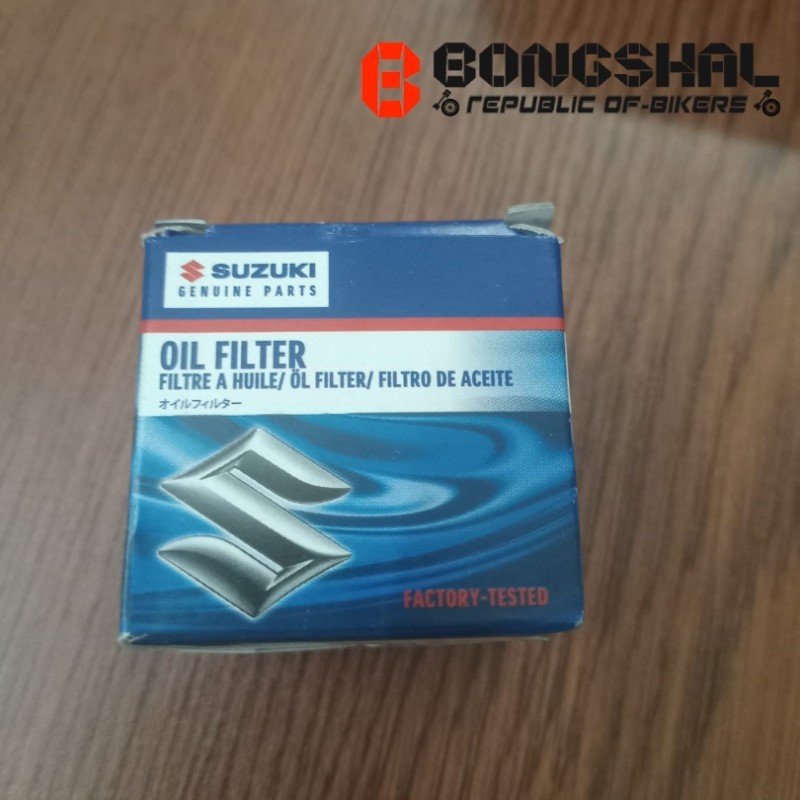 BONGSHAL
REPUBLIC OF-BIKERS
SUZUKI
GENUINE PARTS
OIL FILTER
FILTRE A HUILE/ ÖL FILTER/ FILTRO DE ACEITE
オイルフィルター
FACTORY-TESTED